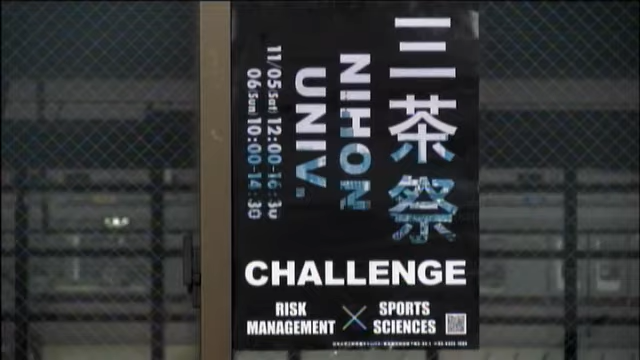 三茶祭
NIHON
UNIV.
11/05(Sat) 12:00-16:30
06(Sun) 10:00-14:30
CHALLENGE
RISK MANAGEMENT
×
SPORTS SCIENCES